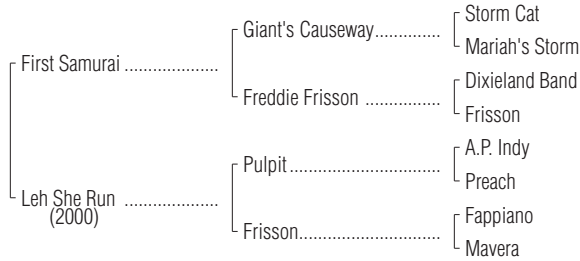 Storm Cat
Giant's Causeway...............
Mariah's Storm
First Samurai ....................
Dixieland Band
Freddie Frisson ................
Frisson
A.P. Indy
Pulpit................................
Preach
Leh She Run ....................
(2000)
Fappiano
Frisson..............................
Mavera